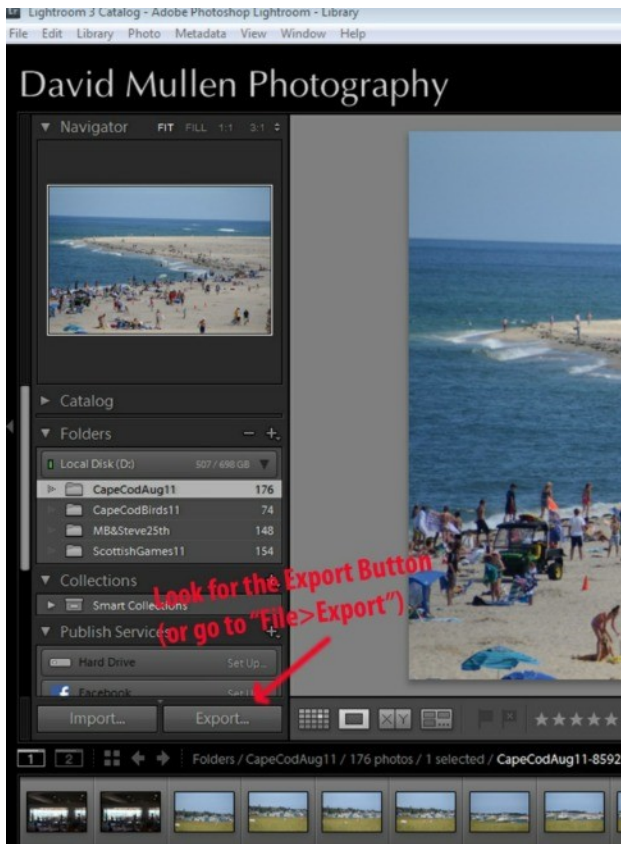 Lightroom 3 Catalog - Adobe Photoshop Lightroom - Library
File Edit Library Photo Metadata View Window Help
David Mullen Photography
Navigator FIT FILL 1:1 3:1
Catalog
Folders
Local Disk (D:) 507 / 698 GB
CapeCodAug11 176
CapeCodBirds11 74
MB&Steve25th 148
ScottishGames11 154
Collections
Look for the Export Button
Smart Collections
(or go to "File>Export")
Publish Services
Hard Drive Set Up...
Facebook Set U
Import... Export...
XY
1 2 Folders / CapeCodAug11 / 176 photos / 1 selected / CapeCodAug11-8592